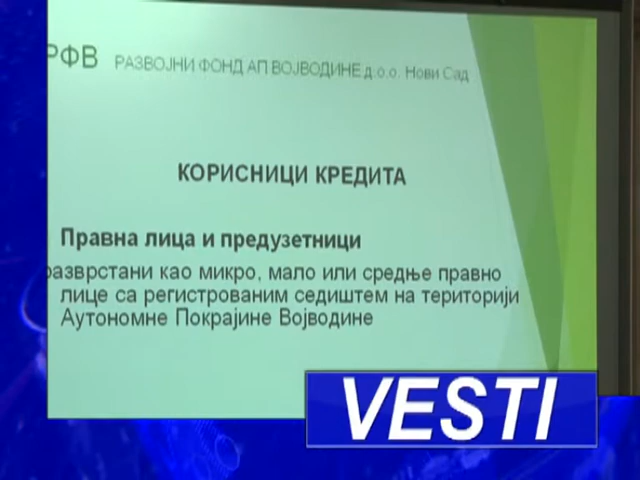 РФВ РАЗВОЈНИ ФОНД АП ВОЈВОДИНЕ д.о.о. Нови Сад
КОРИСНИЦИ КРЕДИТА
Правна лица и предузетници
разврстани као микро, мало или средње правно
лице са регистрованим седиштем на територији
Аутономне Покрајине Војводине
VESTI